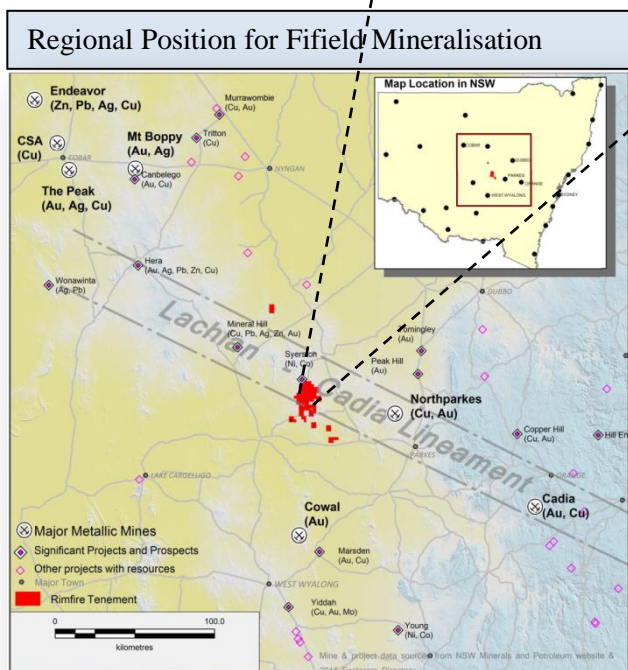 Regional Position for Fifield Mineralisation
Endeavor
(Zn, Pb, Ag, Cu)
Murrawombie
(Cu, Au)
Map Location in NSW
CSA
(Cu)
COBAR
Mt Boppy
(Au, Ag)
Tritton
(Cu, Au)
NYNGAN
The Peak
(Au, Ag, Cu)
Canbelego
(Au, Cu)
COBAR
DUBBO
PARKES
ORANGE
SYDNEY
WEST WYALONG
Hera
(Au, Ag, Pb, Zn, Cu)
Wonawinta
(Ag, Pb)
DUBBO
Mineral Hill
(Cu, Pb, Ag, Zn, Au)
Tomingley
(Au)
Syerston
(Ni, Co)
Peak Hill
(Au)
Lachlan - Cadia Lineament
Northparkes
(Cu, Au)
Copper Hill
(Cu, Au)
Hill En
PARKES
LAKE CARGELLIGO
ORANGE
Cowal
(Au)
Cadia
(Au, Cu)
Major Metallic Mines
Significant Projects and Prospects
Other projects with resources
Major Town
Rimfire Tenement
Marsden
(Au, Cu)
WEST WYALONG
Yiddah
(Cu, Au, Mo)
Young
(Ni, Co)
0 100.0
kilometres
Mine & project data sources from NSW Minerals and Petroleum website &